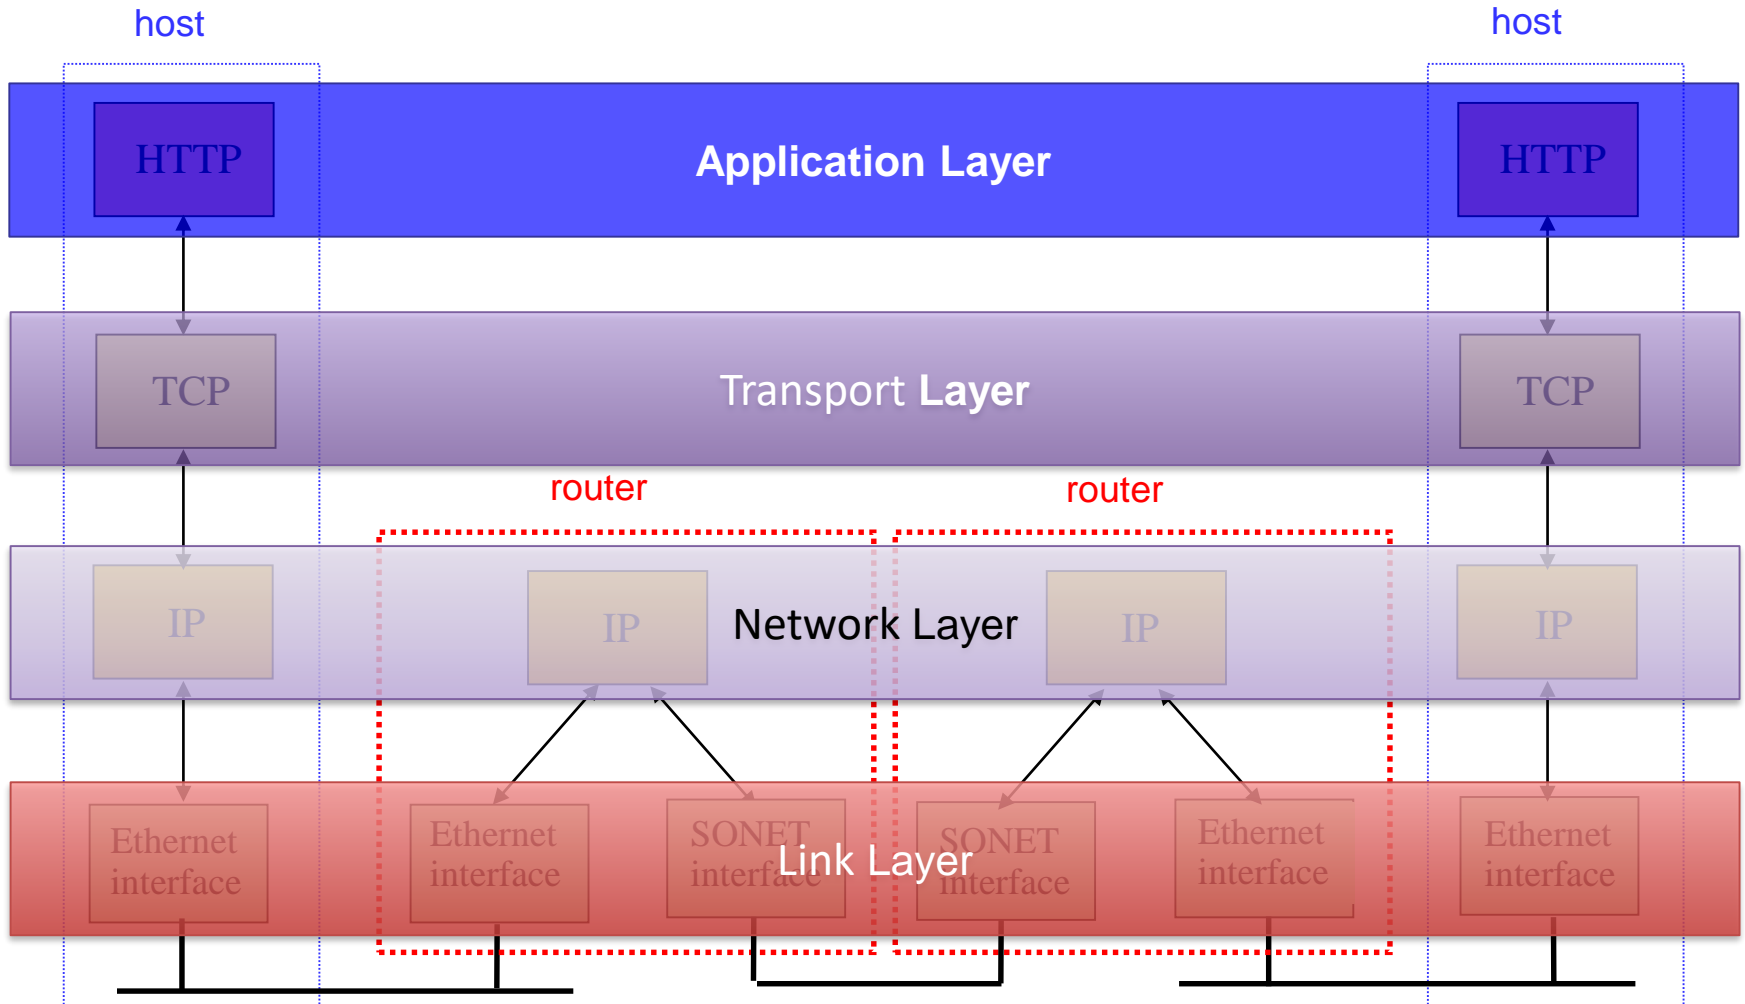 host
host
HTTP
Application Layer
HTTP
TCP
Transport Layer
TCP
router
router
IP
IP
Network Layer
IP
IP
Ethernet
interface
Ethernet
interface
SONET
interface
Link Layer
SONET
interface
Ethernet
interface
Ethernet
interface